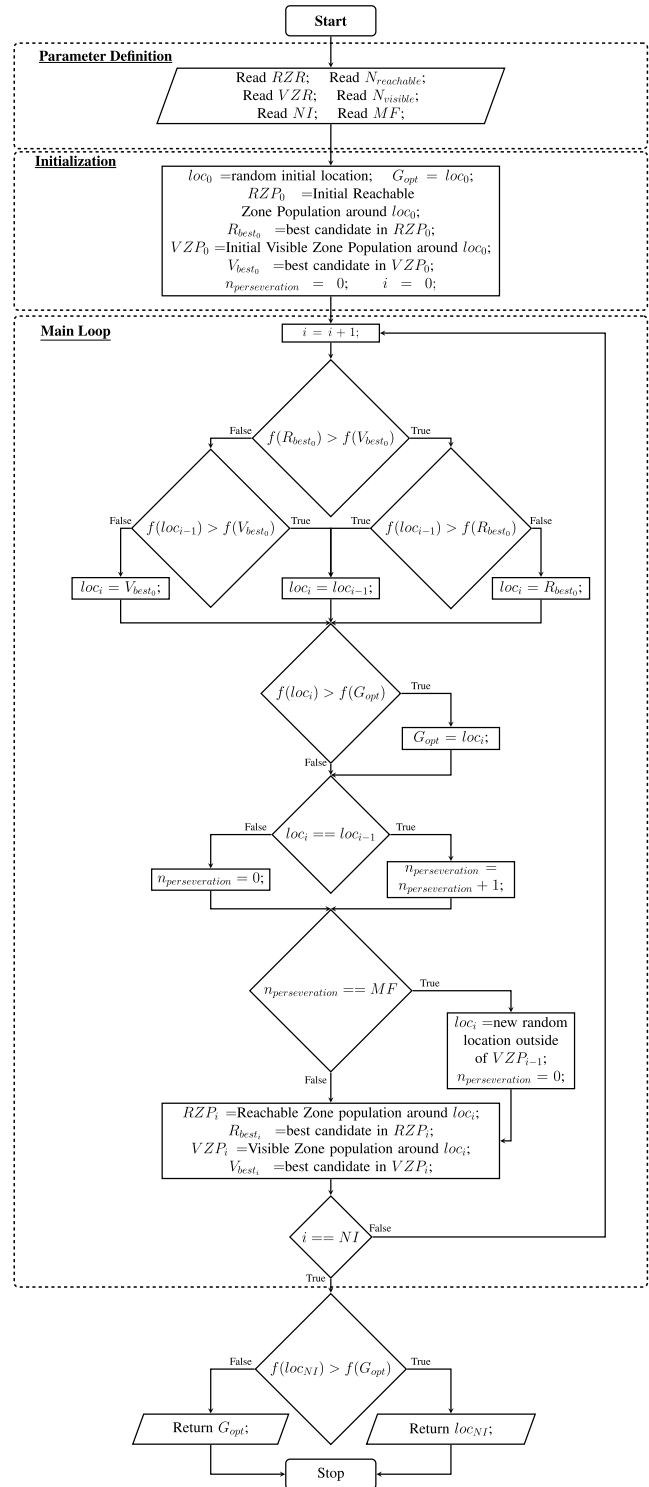 Start
Parameter Definition
Read RZR; Read N_reachable;
Read VZR; Read N_visible;
Read NI; Read MF;
Initialization
loc_0 =random initial location; G_opt = loc_0;
RZP_0 =Initial Reachable
Zone Population around loc_0;
R_best_0 =best candidate in RZP_0;
VZP_0 =Initial Visible Zone Population around loc_0;
V_best_0 =best candidate in VZP_0;
n_perseveration = 0; i = 0;
Main Loop
i = i + 1;
False
f(R_best_0) > f(V_best_0)
True
False
f(loc_{i−1}) > f(V_best_0)
True
True
f(loc_{i−1}) > f(R_best_0)
False
loc_i = V_best_0;
loc_i = loc_{i−1};
loc_i = R_best_0;
f(loc_i) > f(G_opt)
True
G_opt = loc_i;
False
False
loc_i == loc_{i−1}
True
n_perseveration = 0;
n_perseveration =
n_perseveration + 1;
n_perseveration == MF
True
loc_i =new random
location outside
of VZP_{i−1};
n_perseveration = 0;
False
RZP_i =Reachable Zone population around loc_i;
R_best_i =best candidate in RZP_i;
VZP_i =Visible Zone population around loc_i;
V_best_i =best candidate in VZP_i;
i == NI
False
True
False
f(loc_NI) > f(G_opt)
True
Return G_opt;
Return loc_NI;
Stop